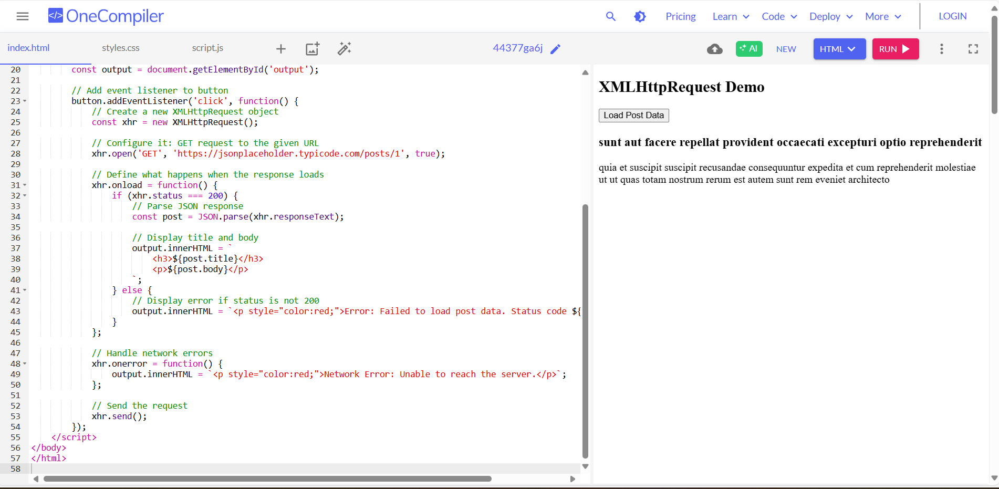 OneCompiler
Pricing Learn Code Deploy More LOGIN
index.html styles.css script.js 44377ga6j AI NEW HTML RUN
20 const output = document.getElementById('output');
21
22 // Add event listener to button
23 button.addEventListener('click', function() {
24 // Create a new XMLHttpRequest object
25 const xhr = new XMLHttpRequest();
26
27 // Configure it: GET request to the given URL
28 xhr.open('GET', 'https://jsonplaceholder.typicode.com/posts/1', true);
29
30 // Define what happens when the response loads
31 xhr.onload = function() {
32 if (xhr.status === 200) {
33 // Parse JSON response
34 const post = JSON.parse(xhr.responseText);
35
36 // Display title and body
37 output.innerHTML = `
38 <h3>${post.title}</h3>
39 <p>${post.body}</p>
40 `;
41 } else {
42 // Display error if status is not 200
43 output.innerHTML = `<p style="color:red;">Error: Failed to load post data. Status code ${
44 }
45 };
46
47 // Handle network errors
48 xhr.onerror = function() {
49 output.innerHTML = `<p style="color:red;">Network Error: Unable to reach the server.</p>`;
50 };
51
52 // Send the request
53 xhr.send();
54 });
55 </script>
56 </body>
57 </html>
58
XMLHttpRequest Demo
Load Post Data
sunt aut facere repellat provident occaecati excepturi optio reprehenderit
quia et suscipit suscipit recusandae consequuntur expedita et cum reprehenderit molestiae
ut ut quas totam nostrum rerum est autem sunt rem eveniet architecto